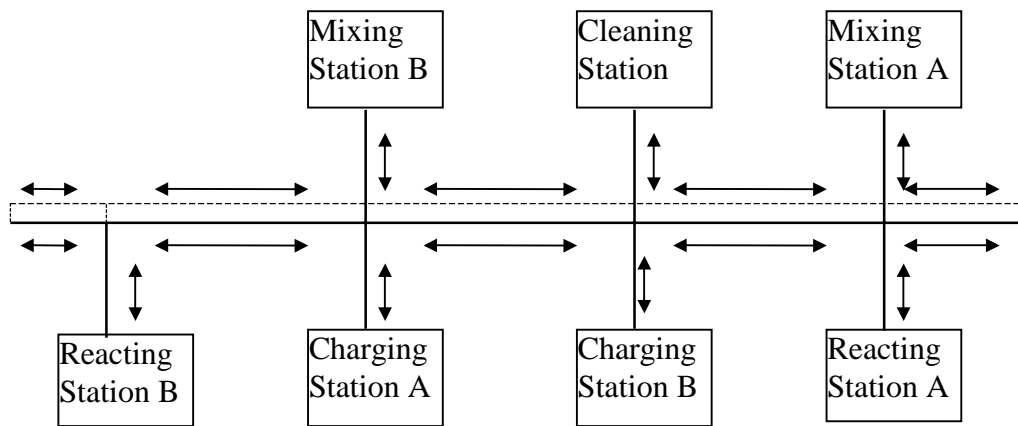 Mixing
Station B
Cleaning
Station
Mixing
Station A
Reacting
Station B
Charging
Station A
Charging
Station B
Reacting
Station A